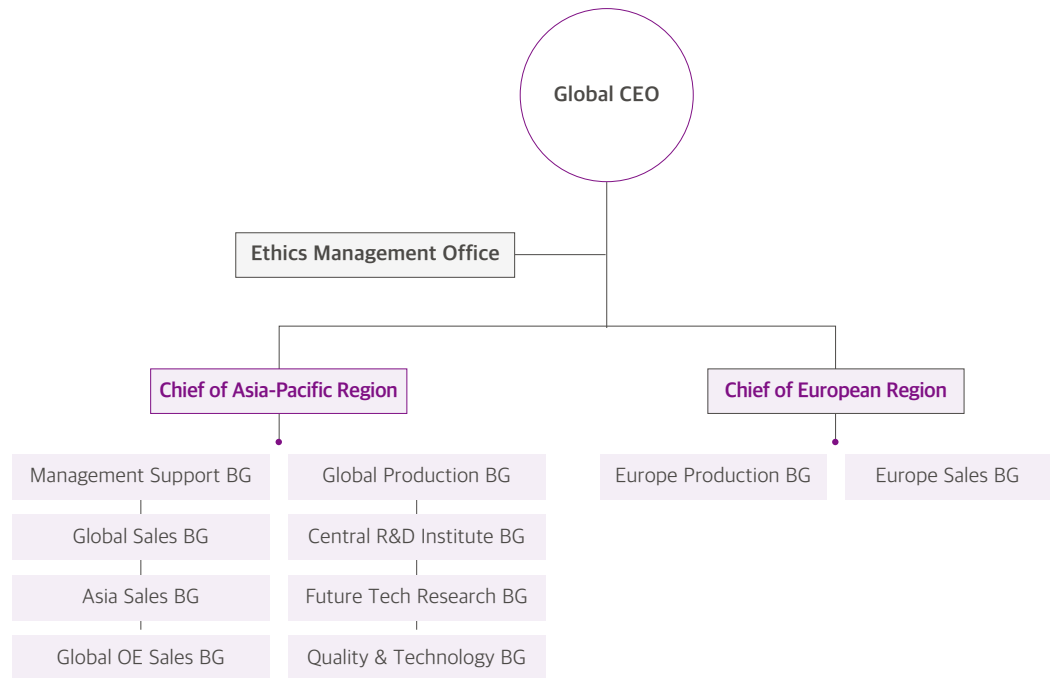 Global CEO
Ethics Management Office
Chief of Asia-Pacific Region
Chief of European Region
Management Support BG
Global Production BG
Europe Production BG
Europe Sales BG
Global Sales BG
Central R&D Institute BG
Asia Sales BG
Future Tech Research BG
Global OE Sales BG
Quality & Technology BG